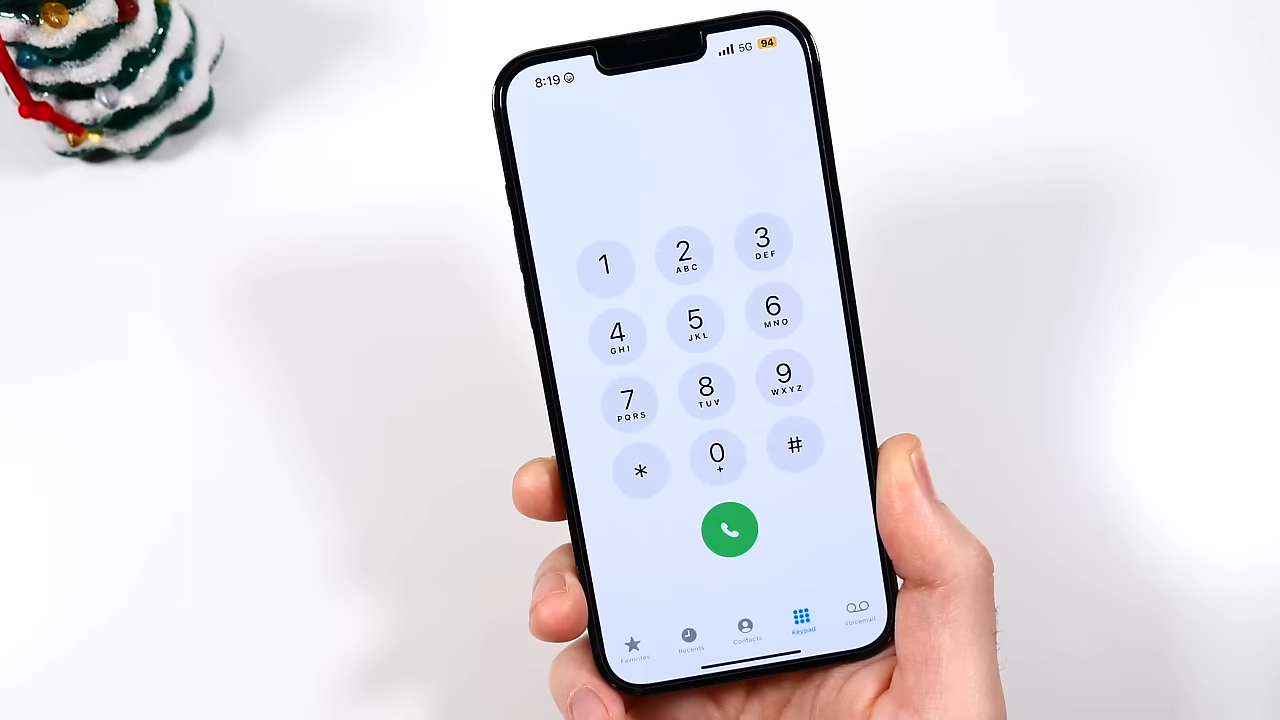 8:19 5G 94
1 2 3
ABC DEF
4 5 6
GHI JKL MNO
7 8 9
PQRS TUV WXYZ
* 0 #
+
Favorites Recents Contacts Keypad Voicemail